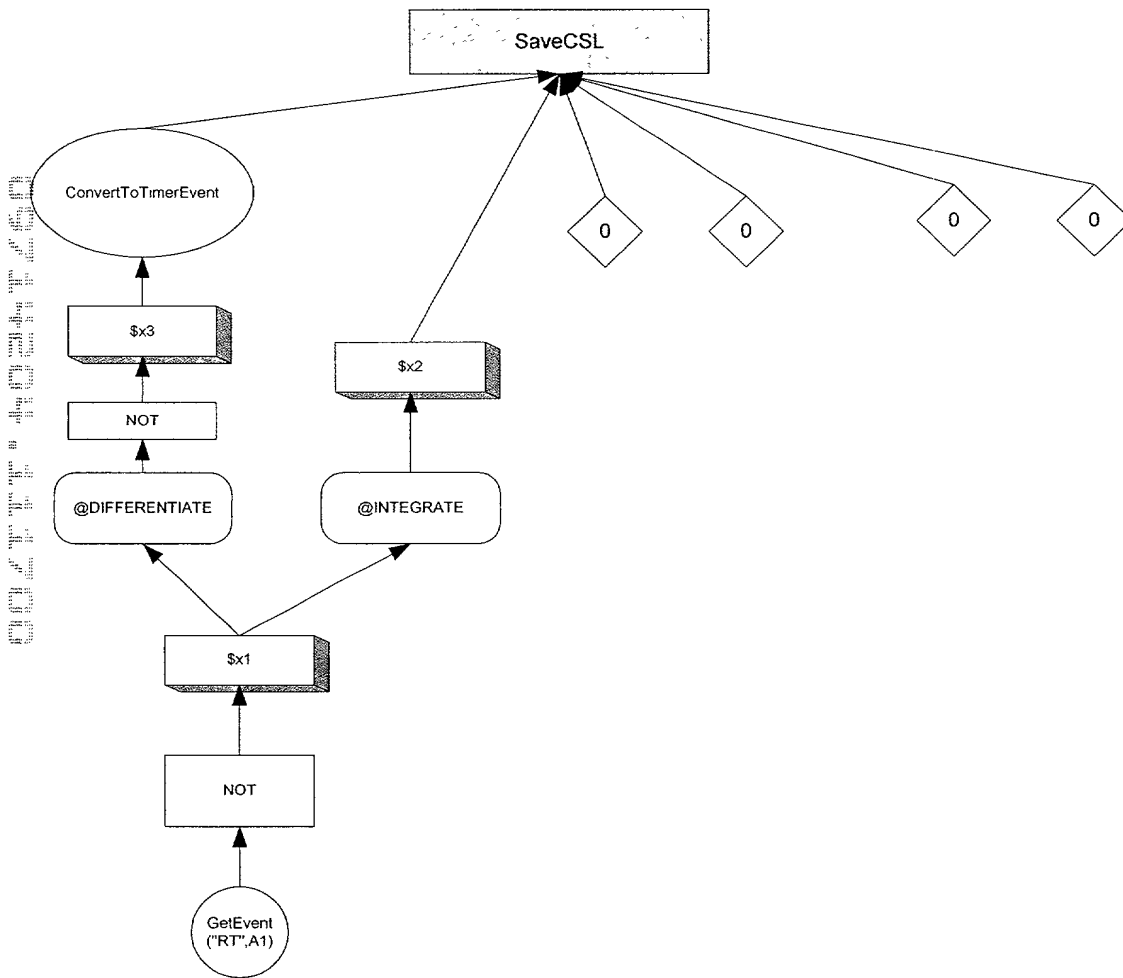 SaveCSL
ConvertToTimerEvent
0
0
0
0
$x3
$x2
NOT
@DIFFERENTIATE
@INTEGRATE
$x1
NOT
GetEvent
("RT",A1)